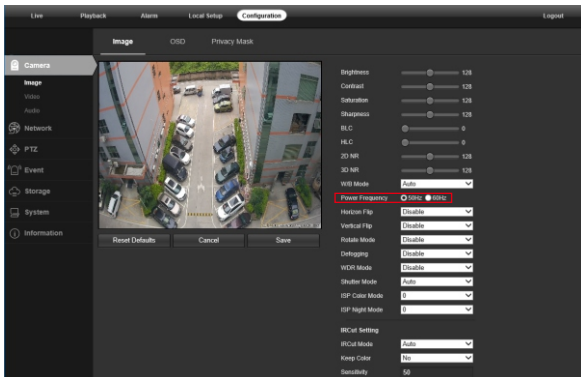 Live Playback Alarm Local Setup Configuration Logout
Image OSD Privacy Mask
Camera
Image
Video
Audio
Network
PTZ
Event
Storage
System
Information
Reset Defaults Cancel Save
Brightness 128
Contrast 128
Saturation 128
Sharpness 128
BLC 0
HLC 0
2D NR 128
3D NR 128
W/B Mode Auto
Power Frequency 50Hz 60Hz
Horizon Flip Disable
Vertical Flip Disable
Rotate Mode Disable
Defogging Disable
WDR Mode Disable
Shutter Mode Auto
ISP Color Mode 0
ISP Night Mode 0
IRCut Setting
IRCut Mode Auto
Keep Color No
Sensitivity 50